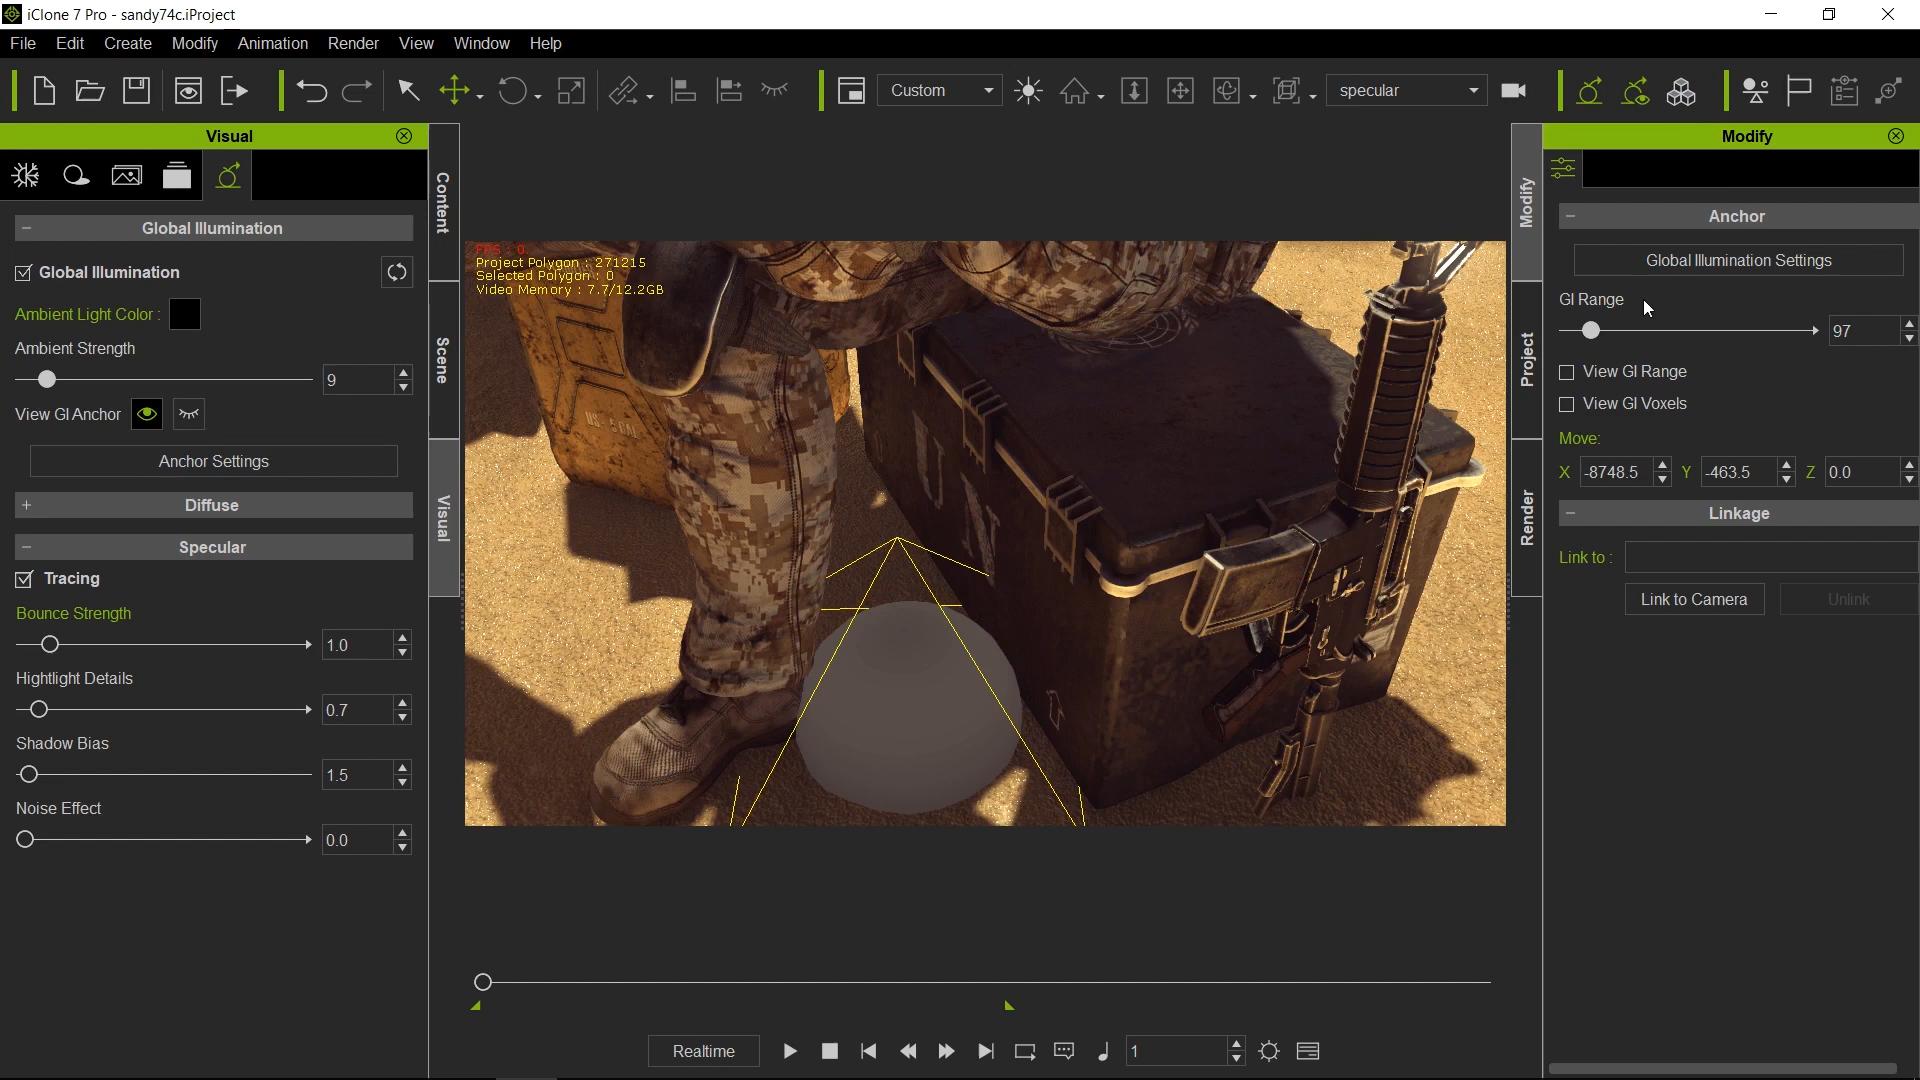 iClone 7 Pro - sandy74c.iProject
File Edit Create Modify Animation Render View Window Help
Custom
specular
Visual
Global Illumination
Global Illumination
Ambient Light Color :
Ambient Strength
9
View GI Anchor
Anchor Settings
Diffuse
Specular
Tracing
Bounce Strength
1.0
Hightlight Details
0.7
Shadow Bias
1.5
Noise Effect
0.0
Content
Scene
Visual
FPS : 0
Project Polygon : 271215
Selected Polygon : 0
Video Memory : 7.7/12.2GB
Realtime
1
Modify
Project
Render
Modify
Anchor
Global Illumination Settings
GI Range
97
View GI Range
View GI Voxels
Move:
X -8748.5 Y -463.5 Z 0.0
Linkage
Link to :
Link to Camera
Unlink